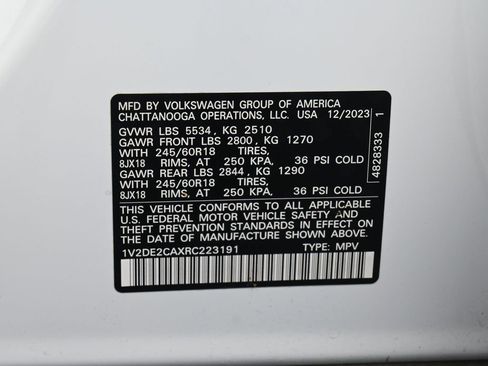 MFD BY VOLKSWAGEN GROUP OF AMERICA
CHATTANOOGA OPERATIONS, LLC. USA 12/2023
GVWR LBS 5534, KG 2510
GAWR FRONT LBS 2800, KG 1270
WITH 245/60R18 TIRES,
8JX18 RIMS, AT 250 KPA, 36 PSI COLD
GAWR REAR LBS 2844, KG 1290
WITH 245/60R18 TIRES,
8JX18 RIMS, AT 250 KPA, 36 PSI COLD
THIS VEHICLE CONFORMS TO ALL APPLICABLE
U.S. FEDERAL MOTOR VEHICLE SAFETY AND
THEFT PREVENTION STANDARDS IN EFFECT ON
THE DATE OF MANUFACTURE SHOWN ABOVE.
1V2DE2CAXRC223191 TYPE: MPV
4828333 1